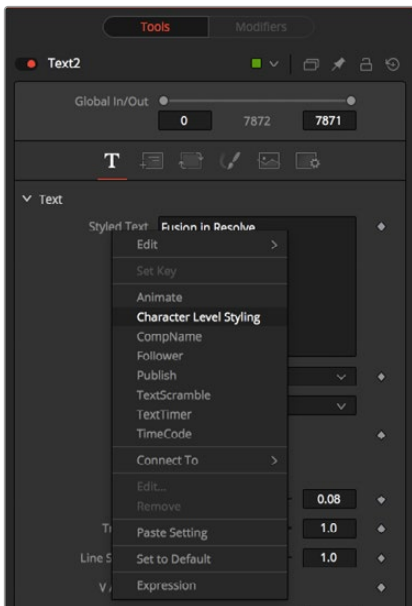 Tools Modifiers
Text2
Global In/Out
0 7872 7871
T
Text
Styled Text Fusion in Resolve
Edit
Set Key
Animate
Character Level Styling
CompName
Follower
Publish
TextScramble
TextTimer
TimeCode
Connect To
Edit...
0.08
Remove
Tr
Paste Setting
1.0
Line S
Set to Default
1.0
V
Expression